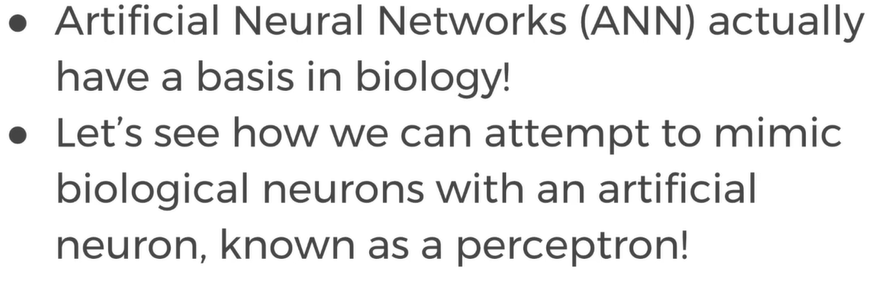 ● Artificial Neural Networks (ANN) actually
have a basis in biology!
● Let’s see how we can attempt to mimic
biological neurons with an artificial
neuron, known as a perceptron!